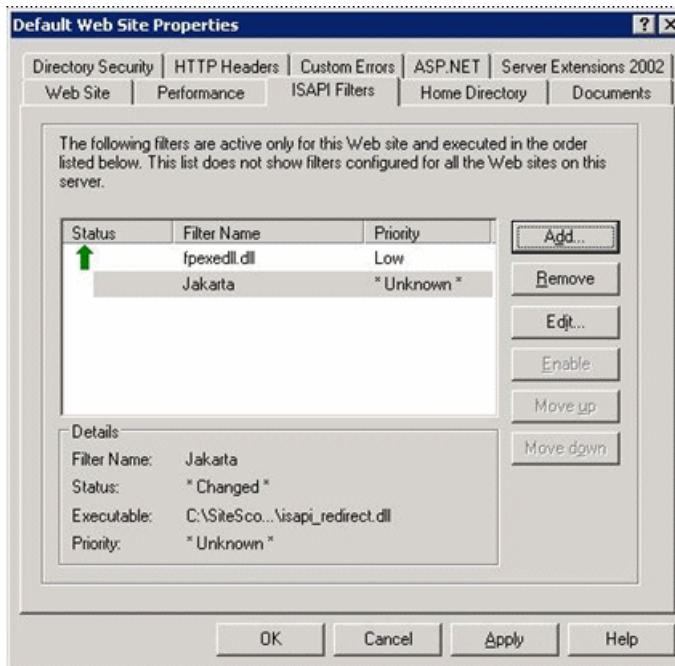 Default Web Site Properties
Directory Security HTTP Headers Custom Errors ASP.NET Server Extensions 2002
Web Site Performance ISAPI Filters Home Directory Documents
The following filters are active only for this Web site and executed in the order
listed below. This list does not show filters configured for all the Web sites on this
server.
Status Filter Name Priority
fpexedll.dll Low
Jakarta * Unknown *
Add...
Remove
Edit...
Enable
Move up
Move down
Details
Filter Name: Jakarta
Status: * Changed *
Executable: C:\SiteSco...\isapi_redirect.dll
Priority: * Unknown *
OK Cancel Apply Help